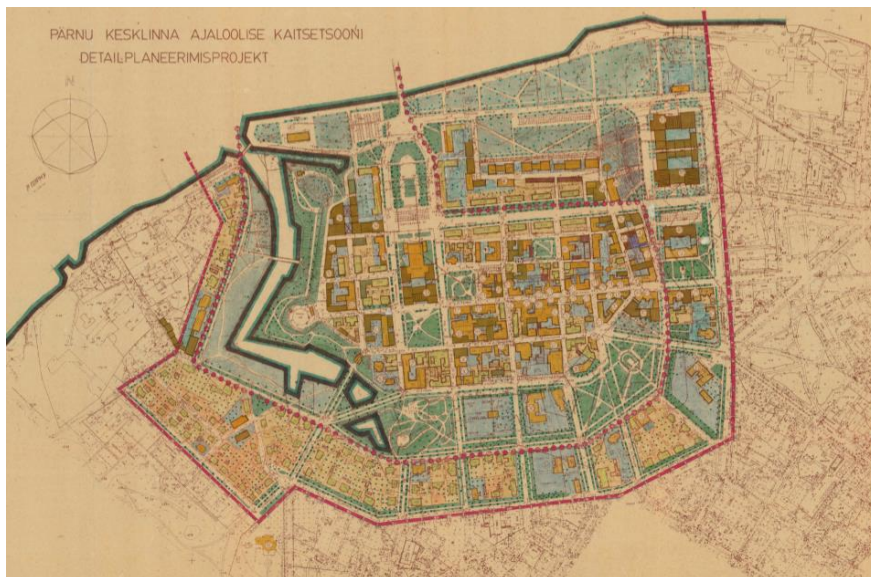 PÄRNU KESKLINNA AJALOOLISE KAITSETSOONI
DETAILPLANEERIMISPROJEKT
N